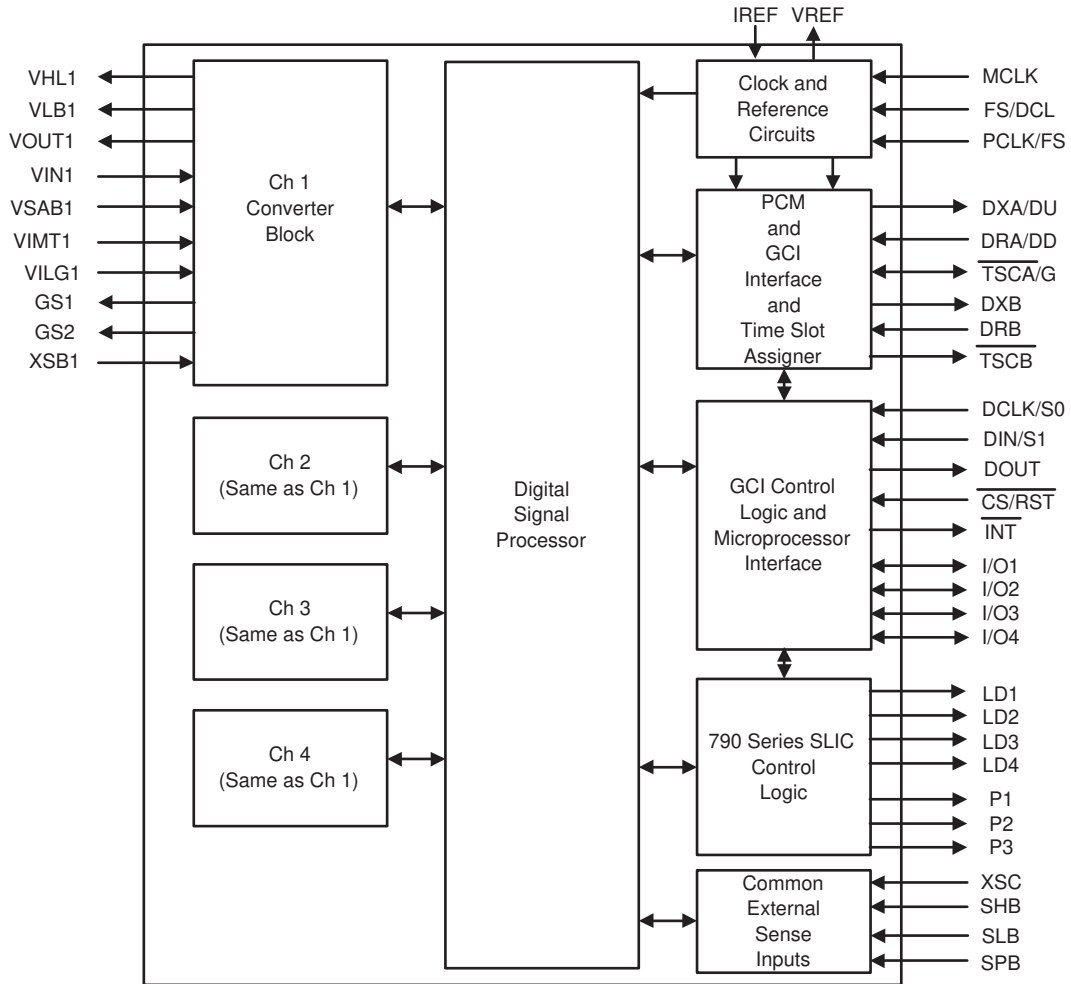 IREF VREF
VHL1
VLB1
VOUT1
VIN1
VSAB1
VIMT1
VILG1
GS1
GS2
XSB1
Ch 1
Converter
Block
Ch 2
(Same as Ch 1)
Ch 3
(Same as Ch 1)
Ch 4
(Same as Ch 1)
Digital
Signal
Processor
Clock and
Reference
Circuits
PCM
and
GCI
Interface
and
Time Slot
Assigner
GCI Control
Logic and
Microprocessor
Interface
790 Series SLIC
Control
Logic
Common
External
Sense
Inputs
MCLK
FS/DCL
PCLK/FS
DXA/DU
DRA/DD
TSCA/G
DXB
DRB
TSCB
DCLK/S0
DIN/S1
DOUT
CS/RST
INT
I/O1
I/O2
I/O3
I/O4
LD1
LD2
LD3
LD4
P1
P2
P3
XSC
SHB
SLB
SPB